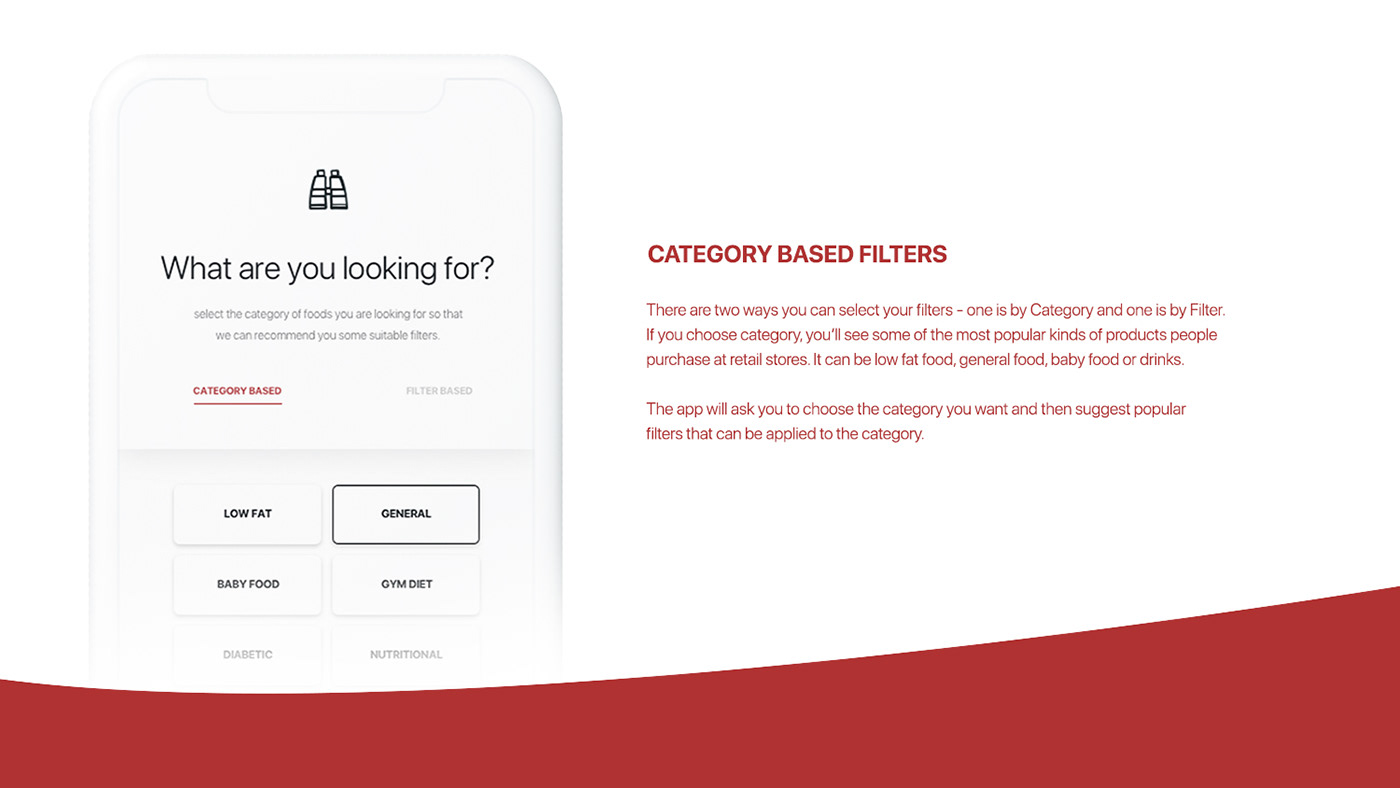 What are you looking for?
select the category of foods you are looking for so that
we can recommend you some suitable filters.
CATEGORY BASED
FILTER BASED
LOW FAT
GENERAL
BABY FOOD
GYM DIET
DIABETIC
NUTRITIONAL
CATEGORY BASED FILTERS
There are two ways you can select your filters - one is by Category and one is by Filter.
If you choose category, you'll see some of the most popular kinds of products people
purchase at retail stores. It can be low fat food, general food, baby food or drinks.
The app will ask you to choose the category you want and then suggest popular
filters that can be applied to the category.